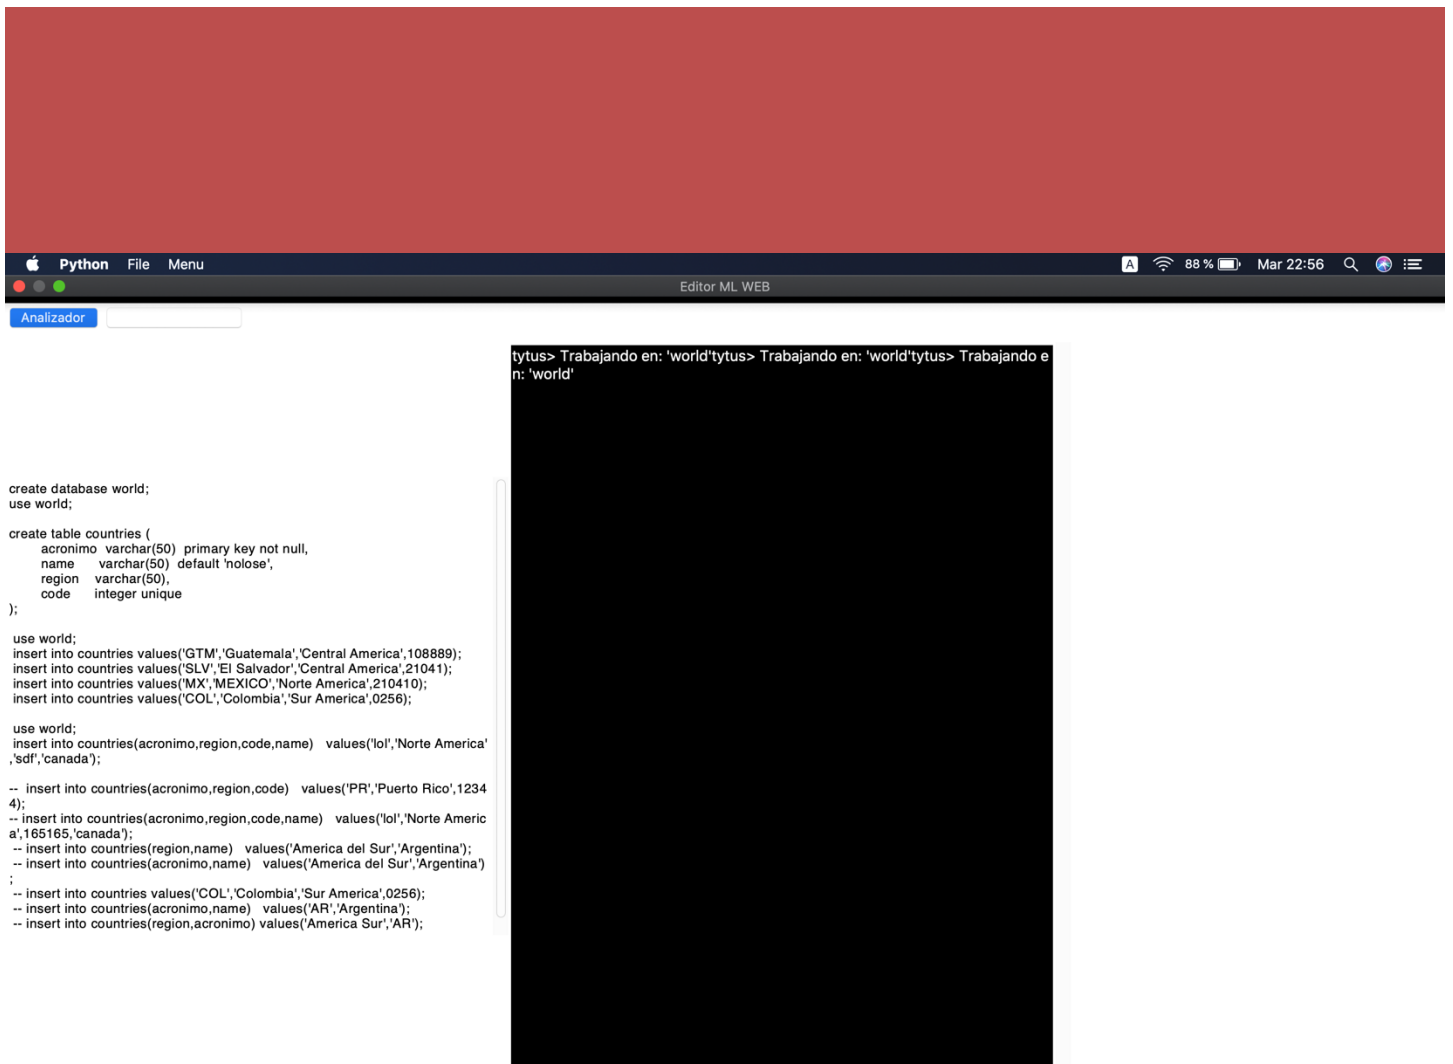 Python File Menu
A 88 % Mar 22:56
Editor ML WEB
Analizador
tytus> Trabajando en: 'world'tytus> Trabajando en: 'world'tytus> Trabajando e
n: 'world'
create database world;
use world;
create table countries (
acronimo varchar(50) primary key not null,
name varchar(50) default 'nolose',
region varchar(50),
code integer unique
);
use world;
insert into countries values('GTM','Guatemala','Central America',108889);
insert into countries values('SLV','El Salvador','Central America',21041);
insert into countries values('MX','MEXICO','Norte America',210410);
insert into countries values('COL','Colombia','Sur America',0256);
use world;
insert into countries(acronimo,region,code,name) values('lol','Norte America'
,'sdf','canada');
-- insert into countries(acronimo,region,code) values('PR','Puerto Rico',1234
4);
-- insert into countries(acronimo,region,code,name) values('lol','Norte Americ
a',165165,'canada');
-- insert into countries(region,name) values('America del Sur','Argentina');
-- insert into countries(acronimo,name) values('America del Sur','Argentina')
;
-- insert into countries values('COL','Colombia','Sur America',0256);
-- insert into countries(acronimo,name) values('AR','Argentina');
-- insert into countries(region,acronimo) values('America Sur','AR');